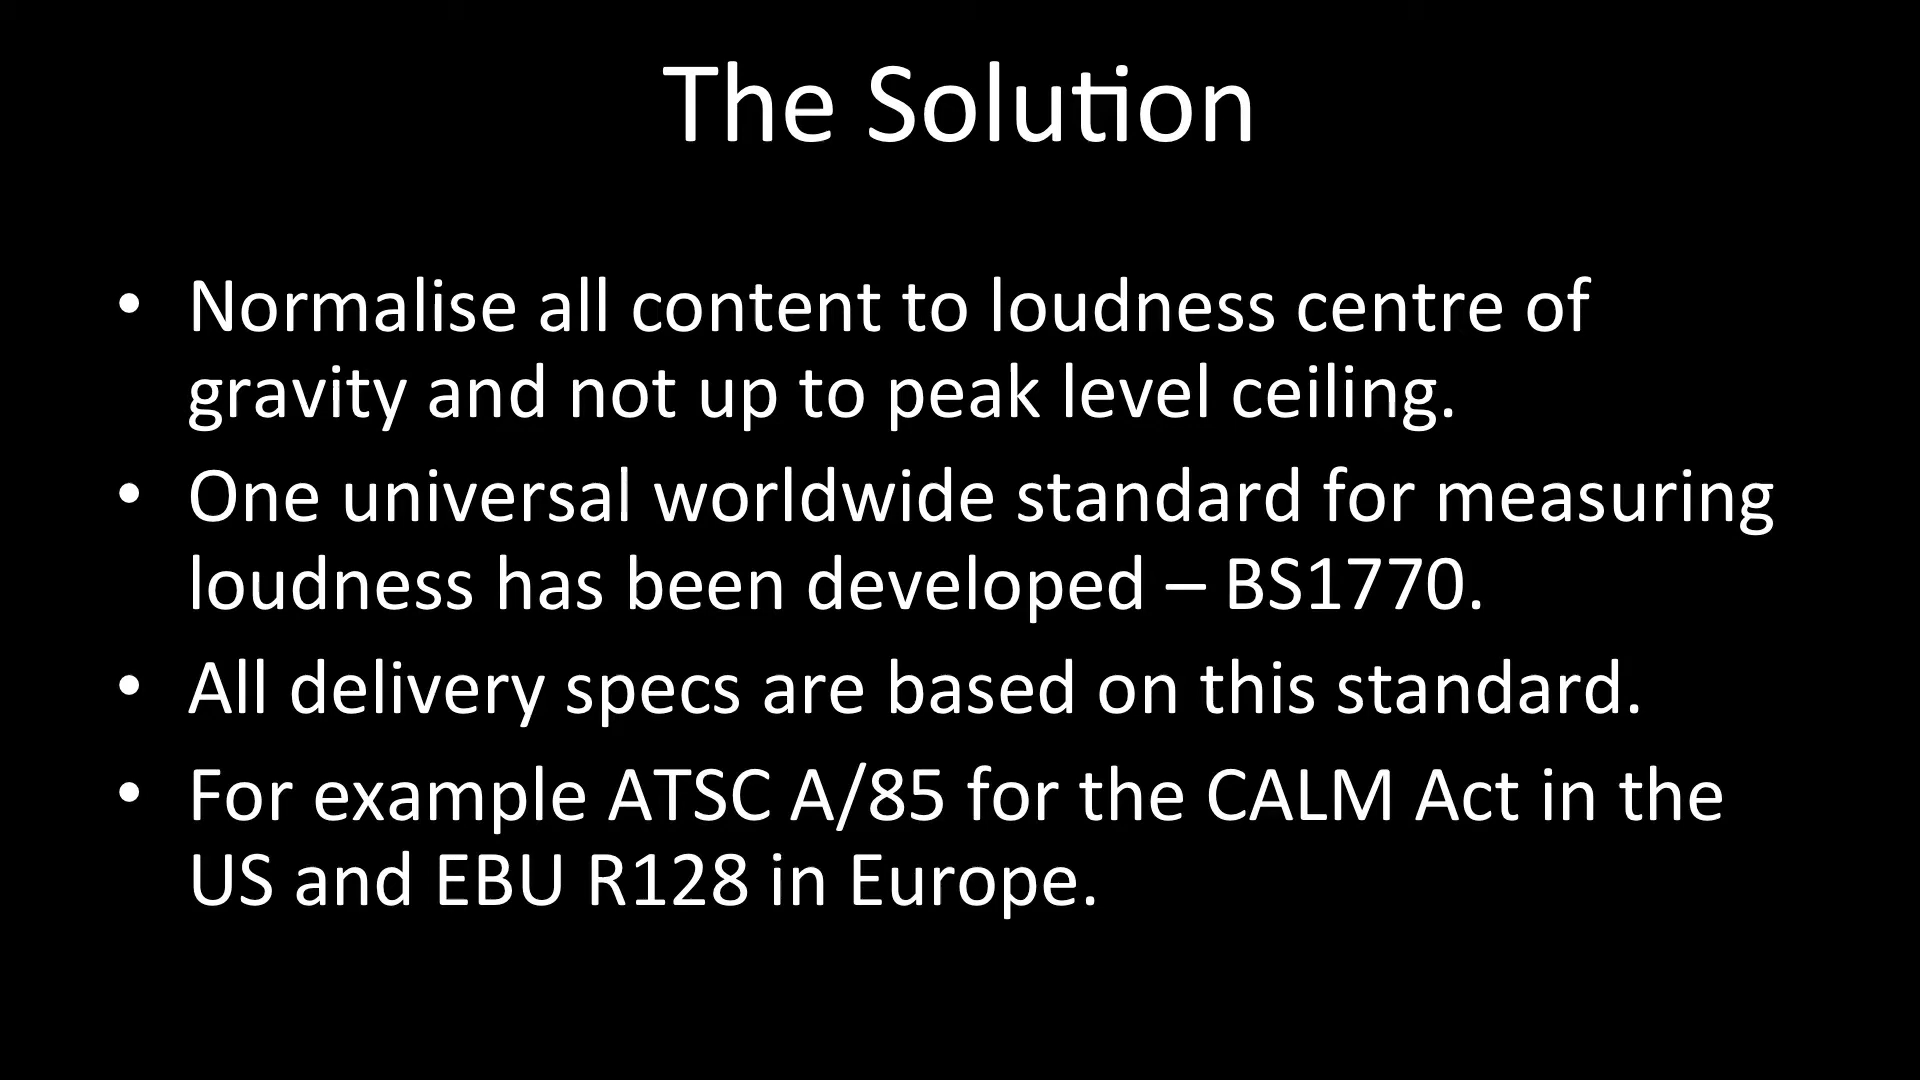 The Solution
• Normalise all content to loudness centre of
gravity and not up to peak level ceiling.
• One universal worldwide standard for measuring
loudness has been developed – BS1770.
• All delivery specs are based on this standard.
• For example ATSC A/85 for the CALM Act in the
US and EBU R128 in Europe.